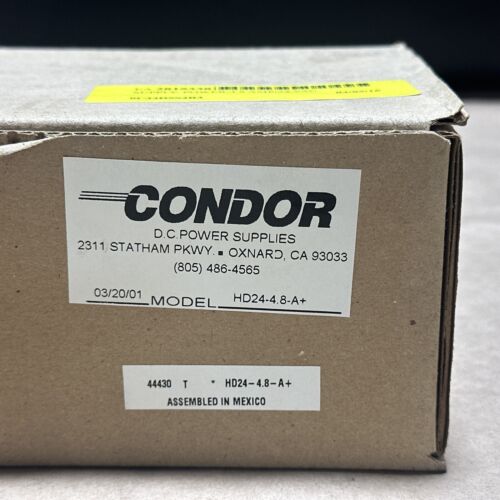 CONDOR
D.C. POWER SUPPLIES
2311 STATHAM PKWY. ■ OXNARD, CA 93033
(805) 486-4565
03/20/01 MODEL HD24-4.8-A+
44430 T * HD24-4.8-A+
ASSEMBLED IN MEXICO